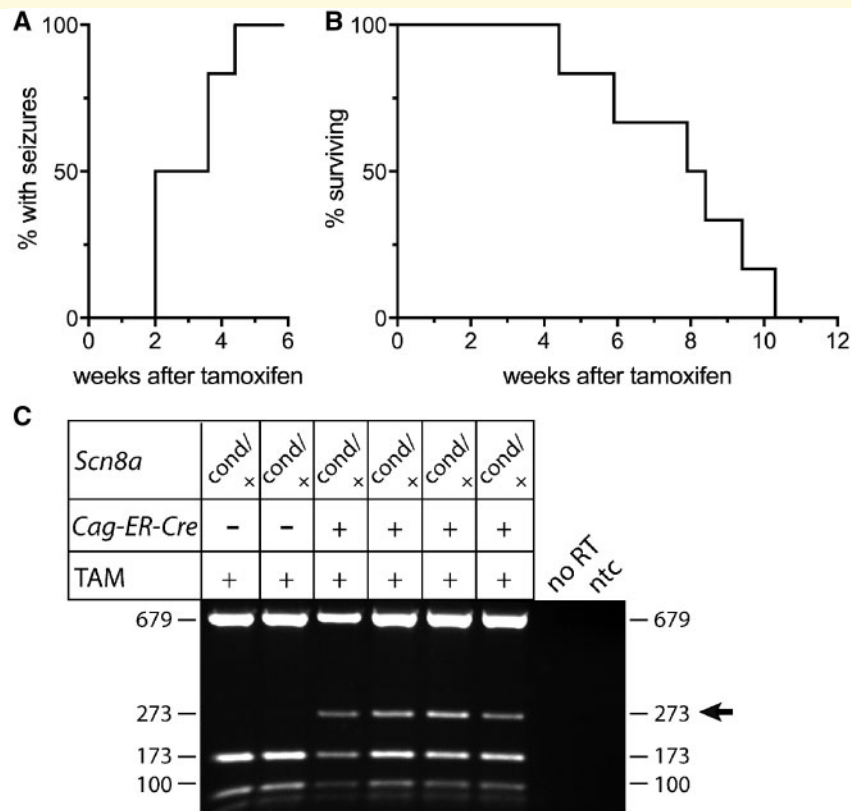 A
B
100
50
0
% with seizures
0 2 4 6
weeks after tamoxifen
100
50
0
% surviving
0 2 4 6 8 10 12
weeks after tamoxifen
C
Scn8a cond/× cond/× cond/× cond/× cond/× cond/×
Cag-ER-Cre − − + + + +
TAM + + + + + + no RT ntc
679 679
273 273
173 173
100 100